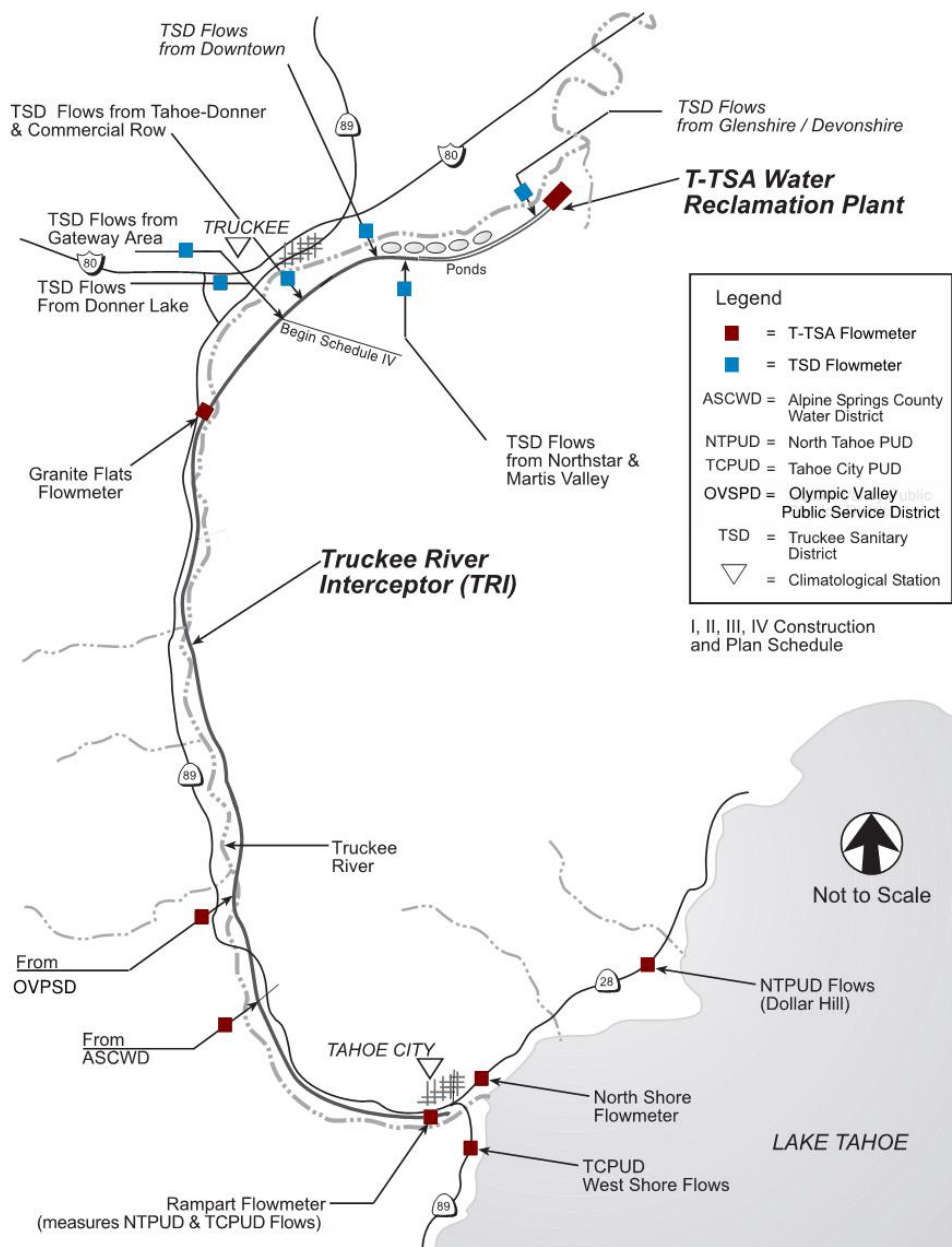 TSD Flows
from Downtown
TSD Flows from Tahoe-Donner
& Commercial Row
89
80
TSD Flows
from Glenshire / Devonshire
T-TSA Water
Reclamation Plant
TSD Flows from
Gateway Area
TRUCKEE
80
TSD Flows
From Donner Lake
Ponds
Begin Schedule IV
Granite Flats
Flowmeter
TSD Flows
from Northstar &
Martis Valley
Legend
= T-TSA Flowmeter
= TSD Flowmeter
ASCWD = Alpine Springs County
Water District
NTPUD = North Tahoe PUD
TCPUD = Tahoe City PUD
OVSPD = Olympic Valley
Public Service District
TSD = Truckee Sanitary
District
= Climatological Station
I, II, III, IV Construction
and Plan Schedule
Truckee River
Interceptor (TRI)
89
Truckee
River
Not to Scale
From
OVPSD
28
NTPUD Flows
(Dollar Hill)
From
ASCWD
TAHOE CITY
North Shore
Flowmeter
LAKE TAHOE
TCPUD
West Shore Flows
Rampart Flowmeter
(measures NTPUD & TCPUD Flows)
89